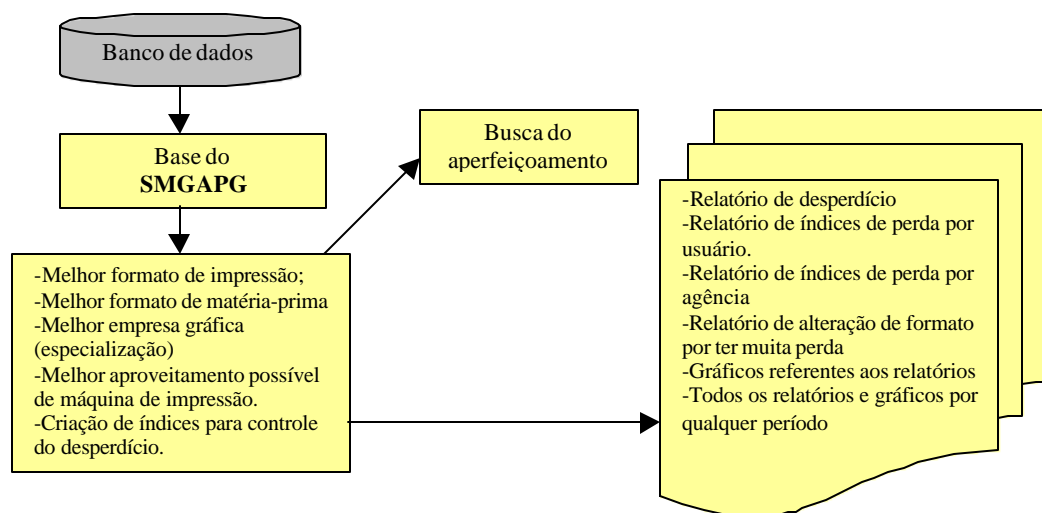 Banco de dados
Base do
SMGAPG
Busca do
aperfeiçoamento
-Melhor formato de impressão;
-Melhor formato de matéria-prima
-Melhor empresa gráfica
(especialização)
-Melhor aproveitamento possível
de máquina de impressão.
-Criação de índices para controle
do desperdício.
-Relatório de desperdício
-Relatório de índices de perda por
usuário.
-Relatório de índices de perda por
agência
-Relatório de alteração de formato
por ter muita perda
-Gráficos referentes aos relatórios
-Todos os relatórios e gráficos por
qualquer período